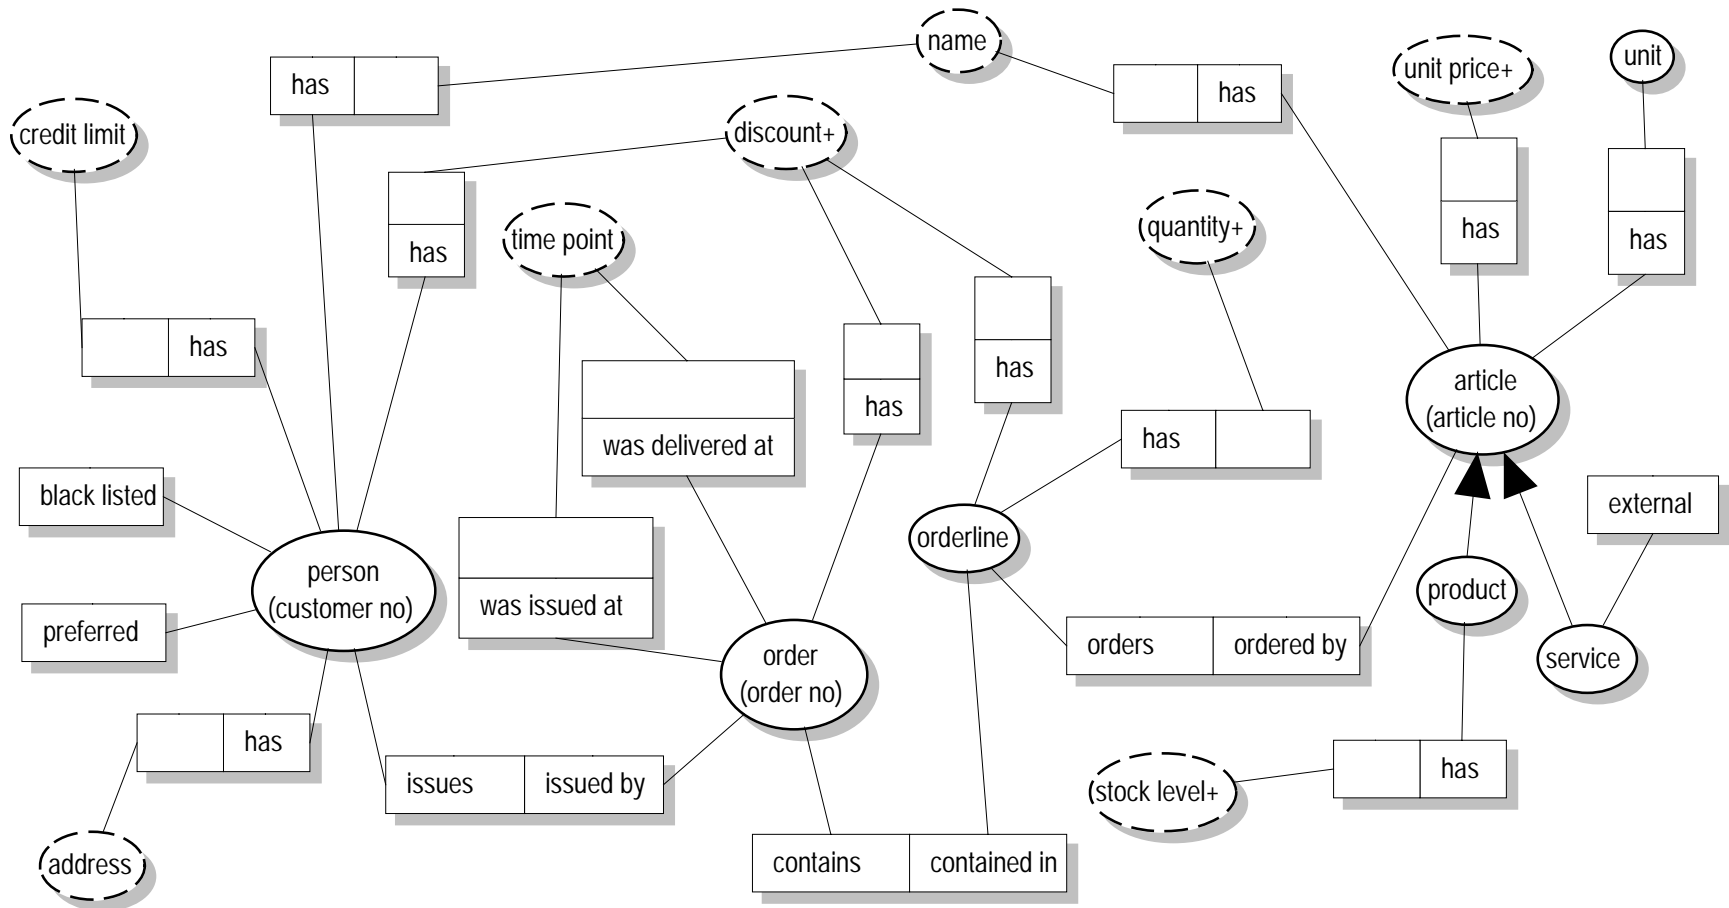 name
unit
unit price+
has
has
credit limit
discount+
quantity+
time point
has
has
has
has
has
article
(article no)
has
has
was delivered at
has
black listed
external
orderline
person
(customer no)
product
was issued at
preferred
orders
ordered by
order
(order no)
service
has
issues
issued by
stock level+
has
address
contains
contained in